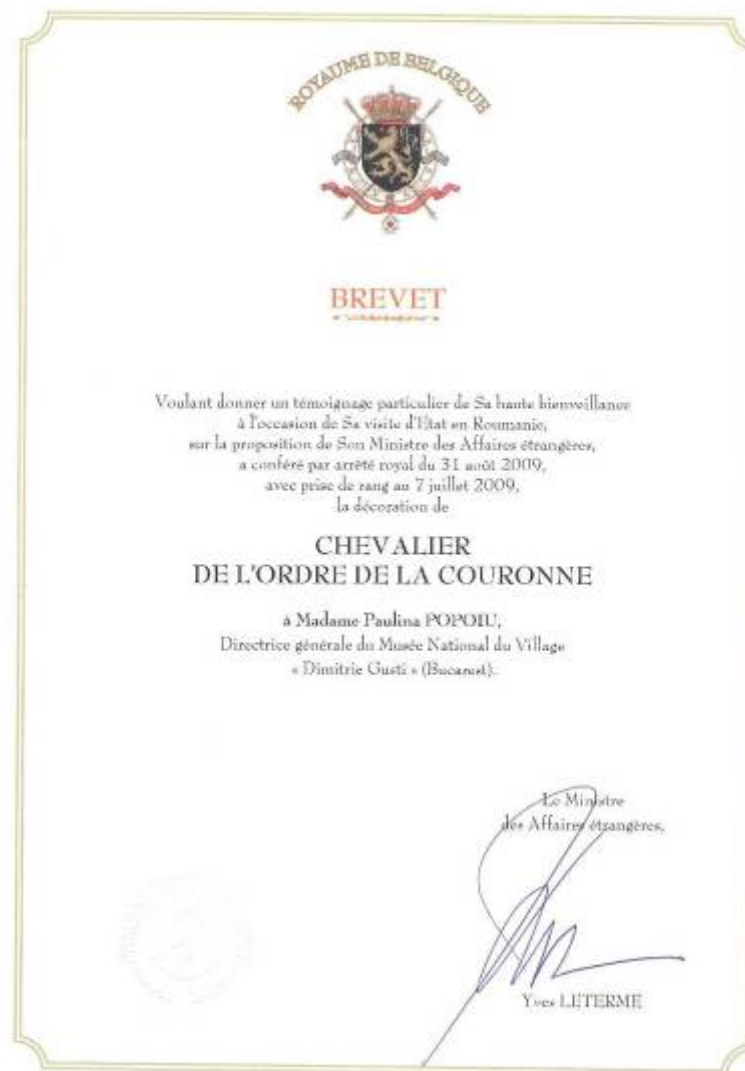 ROYAUME DE BELGIQUE
BREVET
Voulant donner un témoignage particulier de Sa haute bienveillance
à l'occasion de Sa visite d'Etat en Roumanie,
sur la proposition de Son Ministre des Affaires étrangères,
a conféré par arrêté royal du 31 août 2009,
avec prise de rang au 7 juillet 2009,
la décoration de
CHEVALIER
DE L'ORDRE DE LA COURONNE
à Madame Paulina POPOIU,
Directrice générale du Musée National du Village
« Dimitrie Gusti » (Bucarest).
Le Ministre
des Affaires étrangères,
Yves LETERME